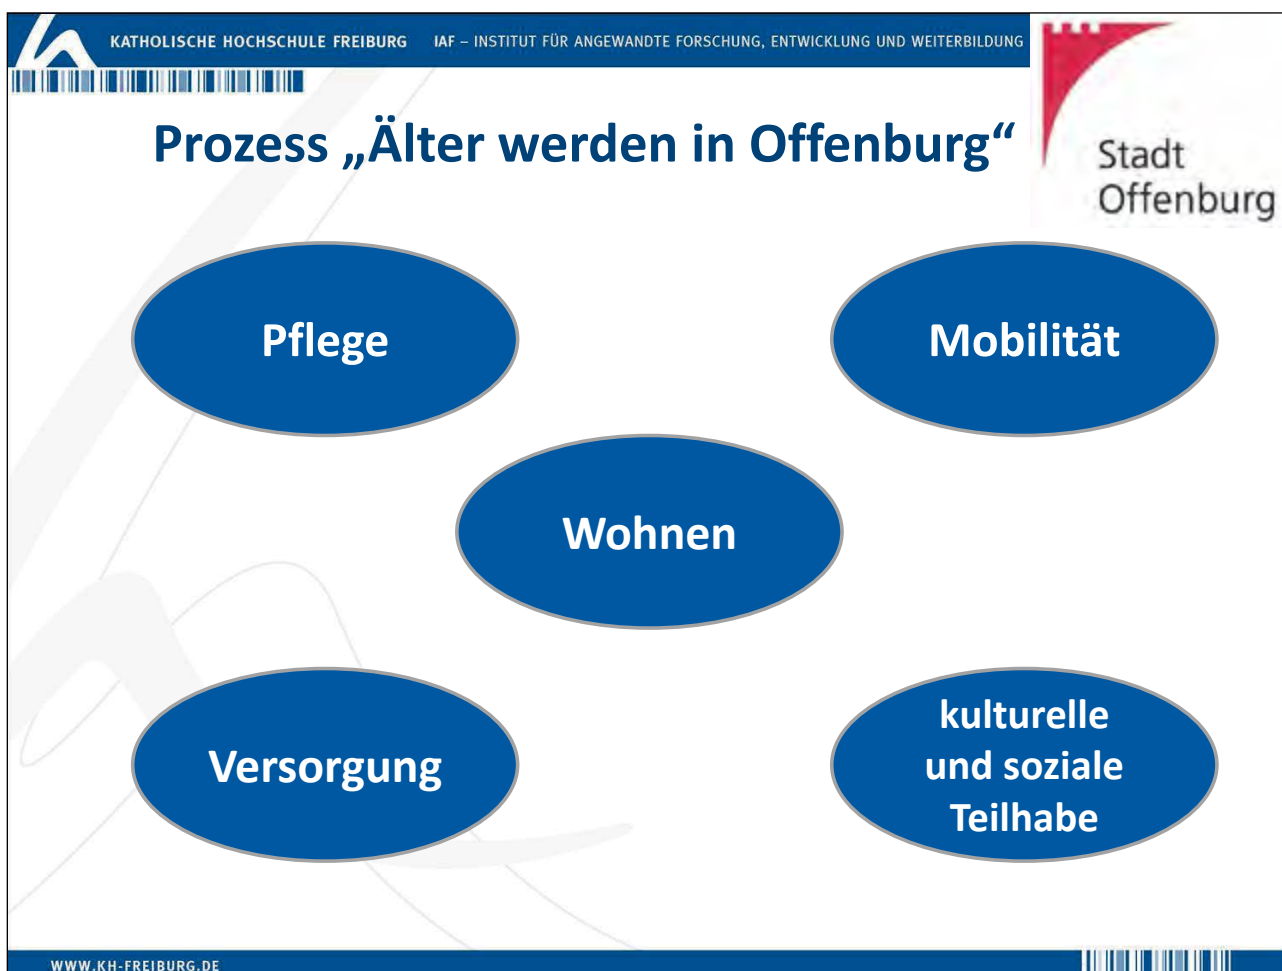 KATHOLISCHE HOCHSCHULE FREIBURG IAF – INSTITUT FÜR ANGEWANDTE FORSCHUNG, ENTWICKLUNG UND WEITERBILDUNG
Prozess „Älter werden in Offenburg“
Stadt
Offenburg
Pflege
Mobilität
Wohnen
Versorgung
kulturelle
und soziale
Teilhabe
WWW.KH-FREIBURG.DE